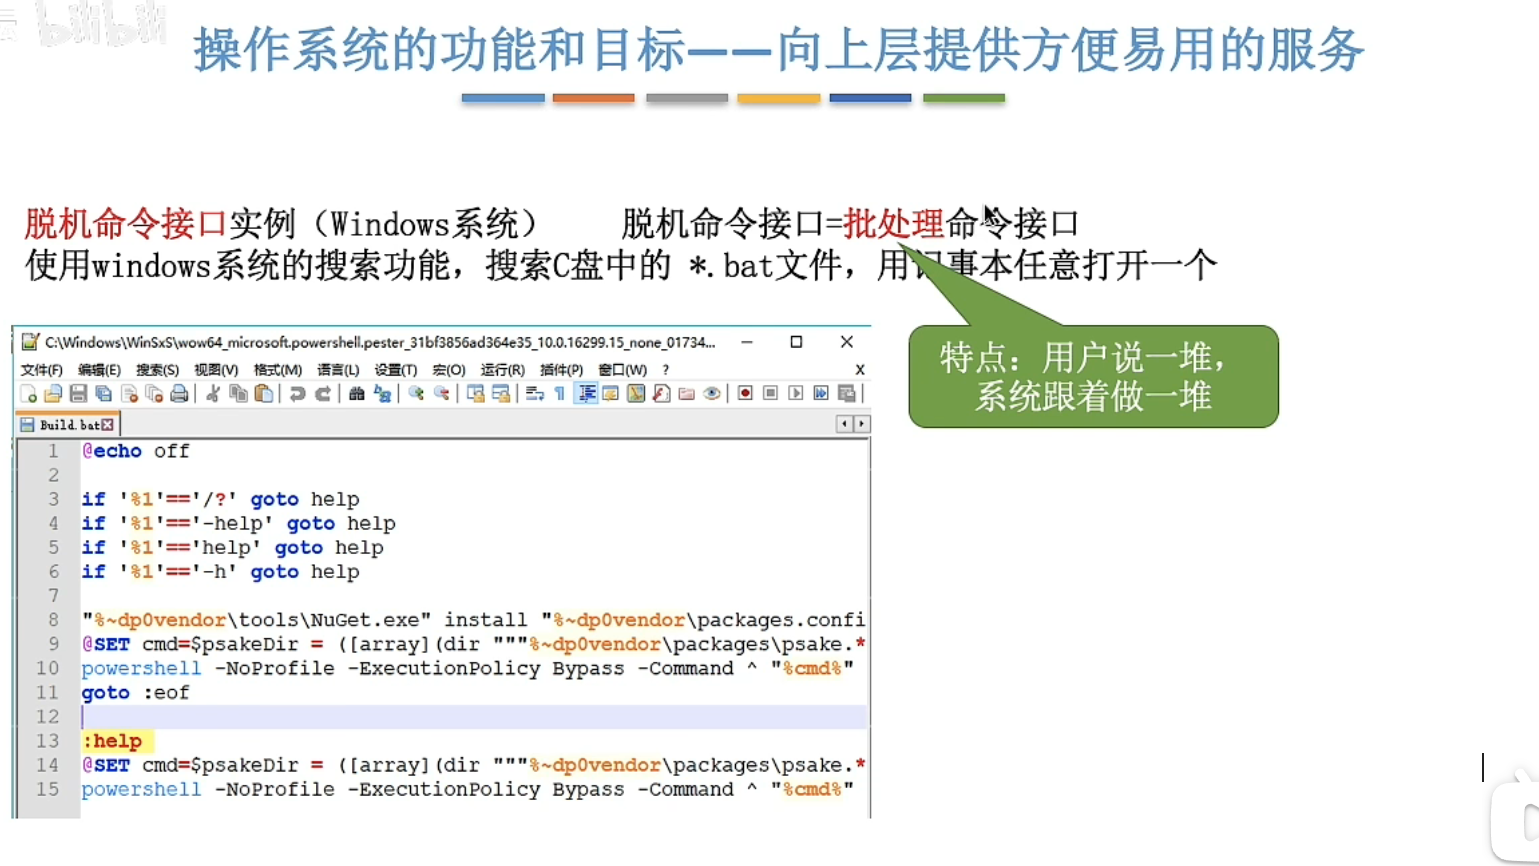 bilibili
操作系统的功能和目标——向上层提供方便易用的服务
脱机命令接口实例（Windows系统） 脱机命令接口=批处理命令接口
使用windows系统的搜索功能，搜索C盘中的 *.bat文件，用记事本任意打开一个
特点：用户说一堆，
系统跟着做一堆
C:\Windows\WinSxS\wow64_microsoft.powershell.pester_31bf3856ad364e35_10.0.16299.15_none_01734...
文件(F) 编辑(E) 搜索(S) 视图(V) 格式(M) 语言(L) 设置(T) 宏(O) 运行(R) 插件(P) 窗口(W) ? X
Build.bat
1 @echo off
2
3 if '%1'=='/?' goto help
4 if '%1'=='-help' goto help
5 if '%1'=='help' goto help
6 if '%1'=='-h' goto help
7
8 "%~dp0vendor\tools\NuGet.exe" install "%~dp0vendor\packages.confi
9 @SET cmd=$psakeDir = ([array](dir """%~dp0vendor\packages\psake.*
10 powershell -NoProfile -ExecutionPolicy Bypass -Command ^ "%cmd%"
11 goto :eof
12
13 :help
14 @SET cmd=$psakeDir = ([array](dir """%~dp0vendor\packages\psake.*
15 powershell -NoProfile -ExecutionPolicy Bypass -Command ^ "%cmd%"